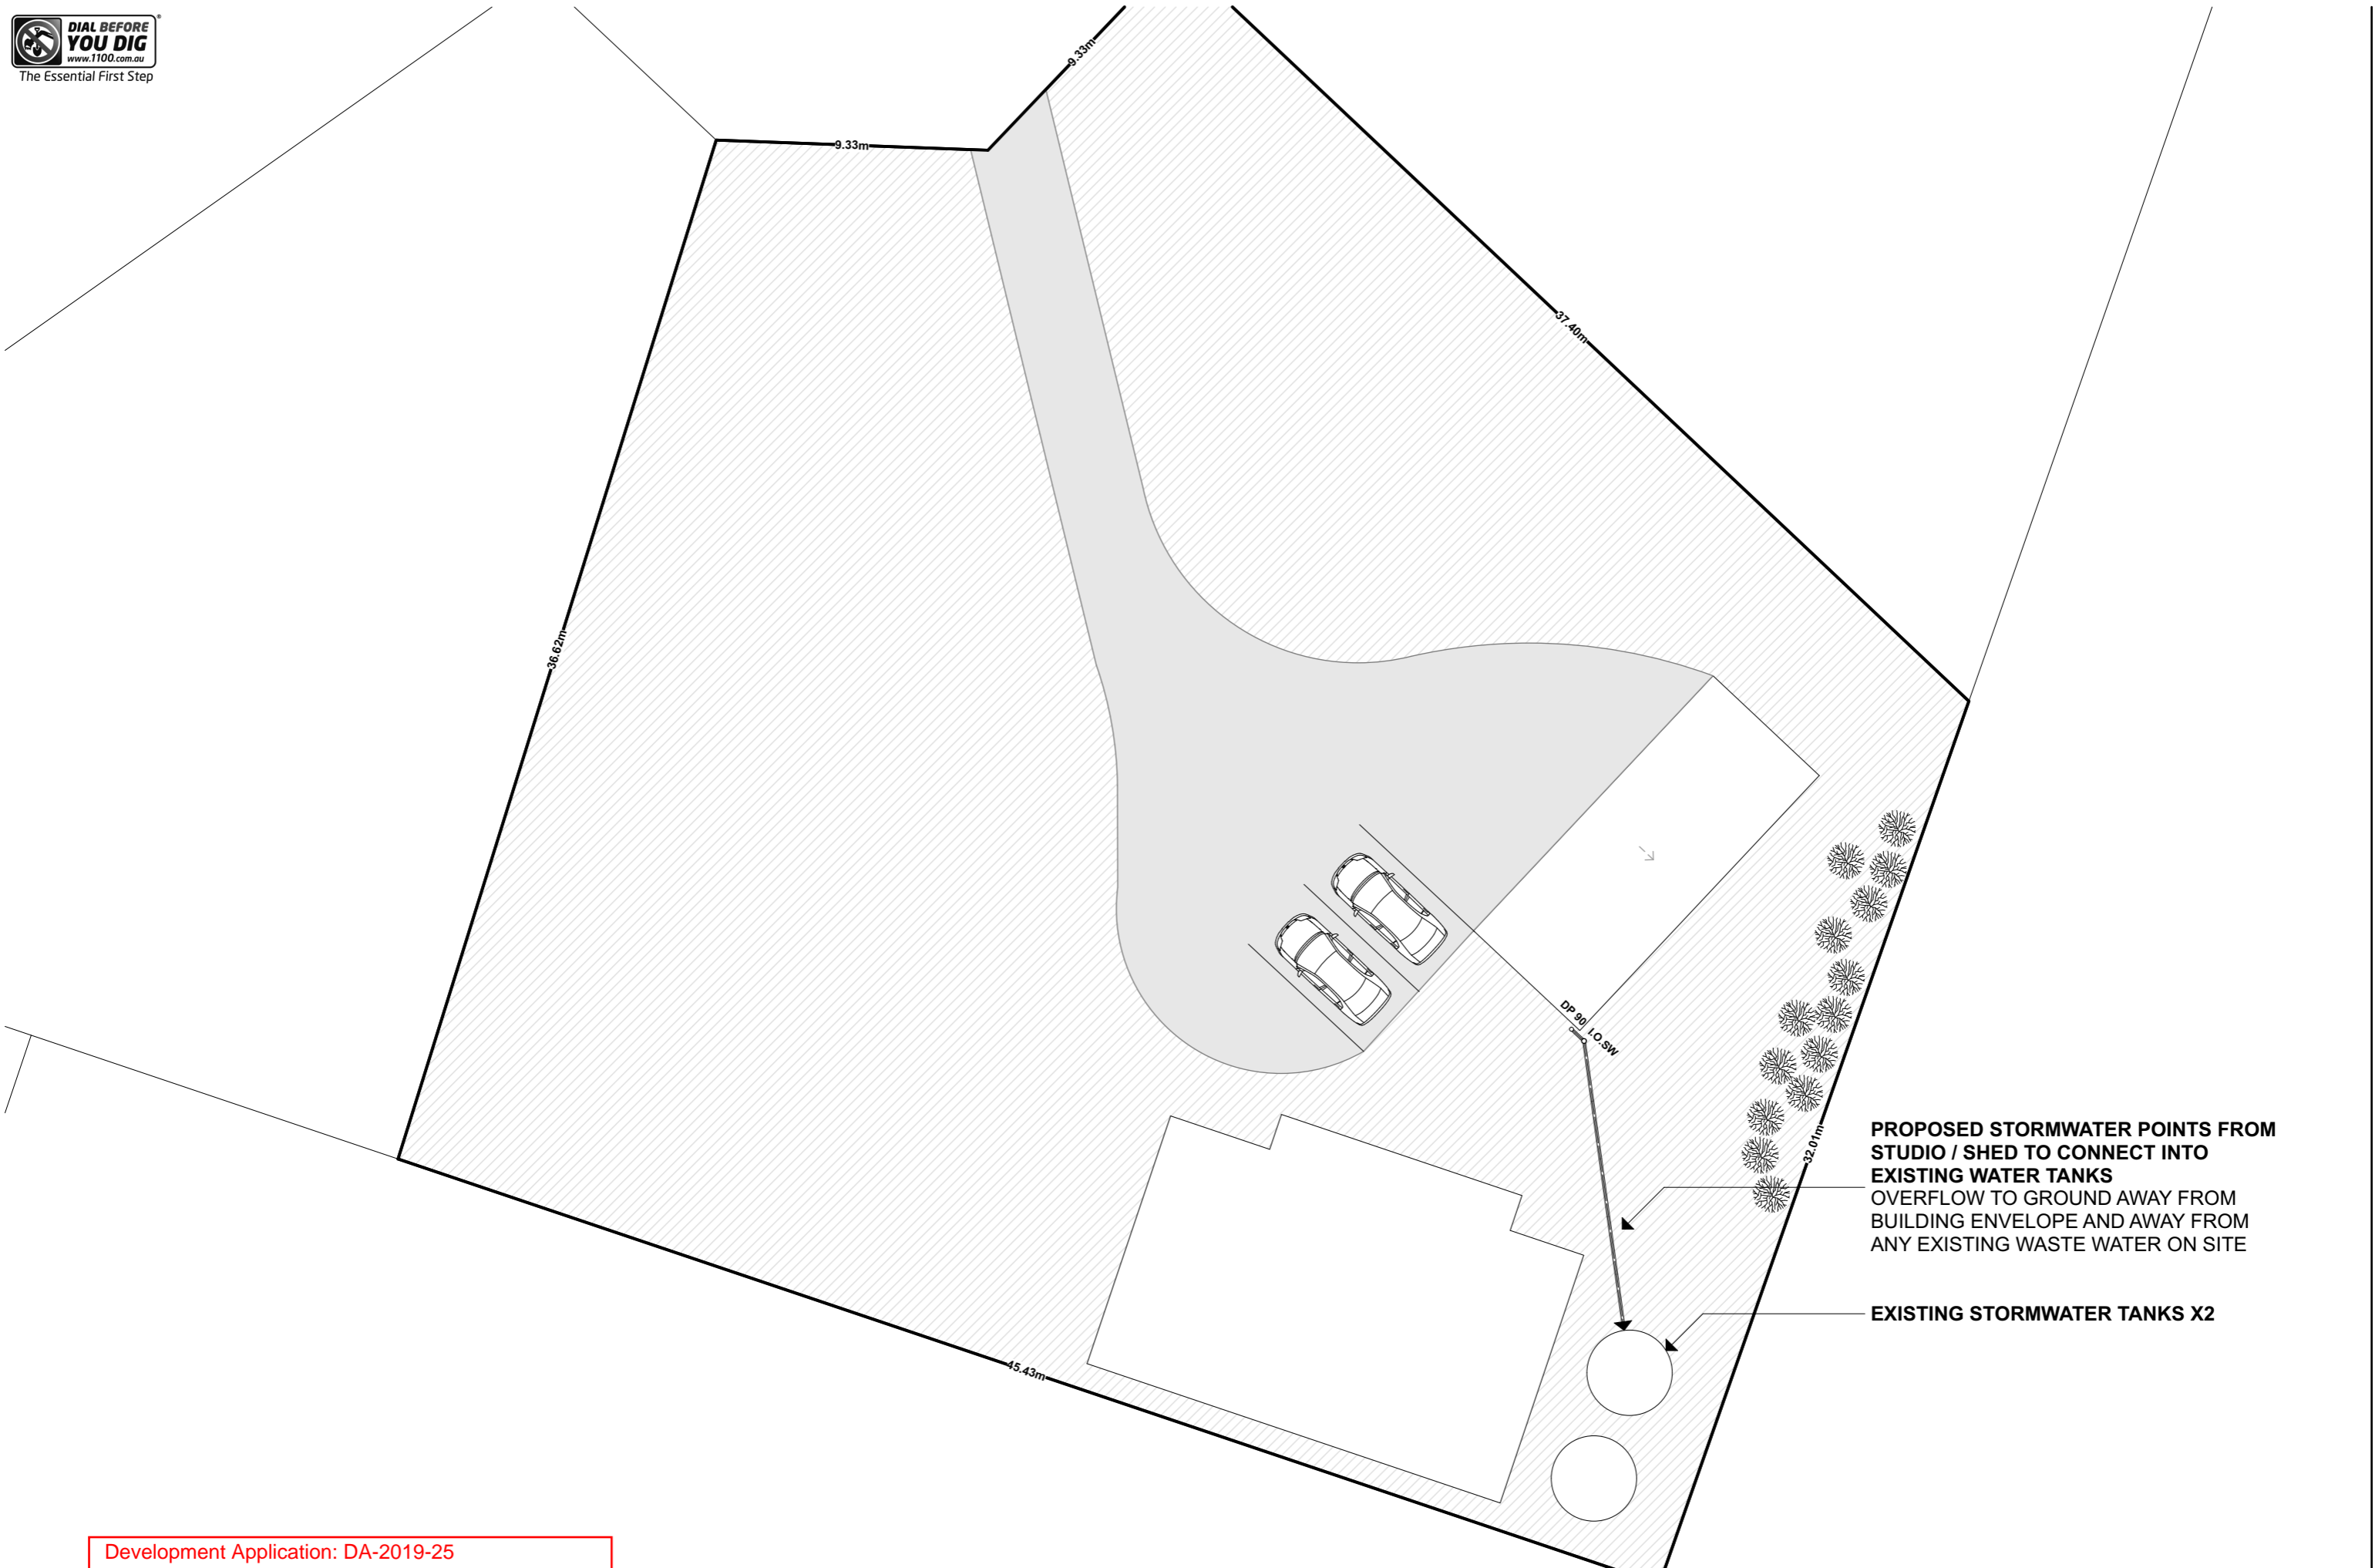 DIAL BEFORE
YOU DIG
www.1100.com.au
The Essential First Step
9.33m
9.33m
37.40m
36.62m
DP 90
I.O.SW
32.01m
PROPOSED STORMWATER POINTS FROM
STUDIO / SHED TO CONNECT INTO
EXISTING WATER TANKS
OVERFLOW TO GROUND AWAY FROM
BUILDING ENVELOPE AND AWAY FROM
ANY EXISTING WASTE WATER ON SITE
EXISTING STORMWATER TANKS X2
45.43m
Development Application: DA-2019-25